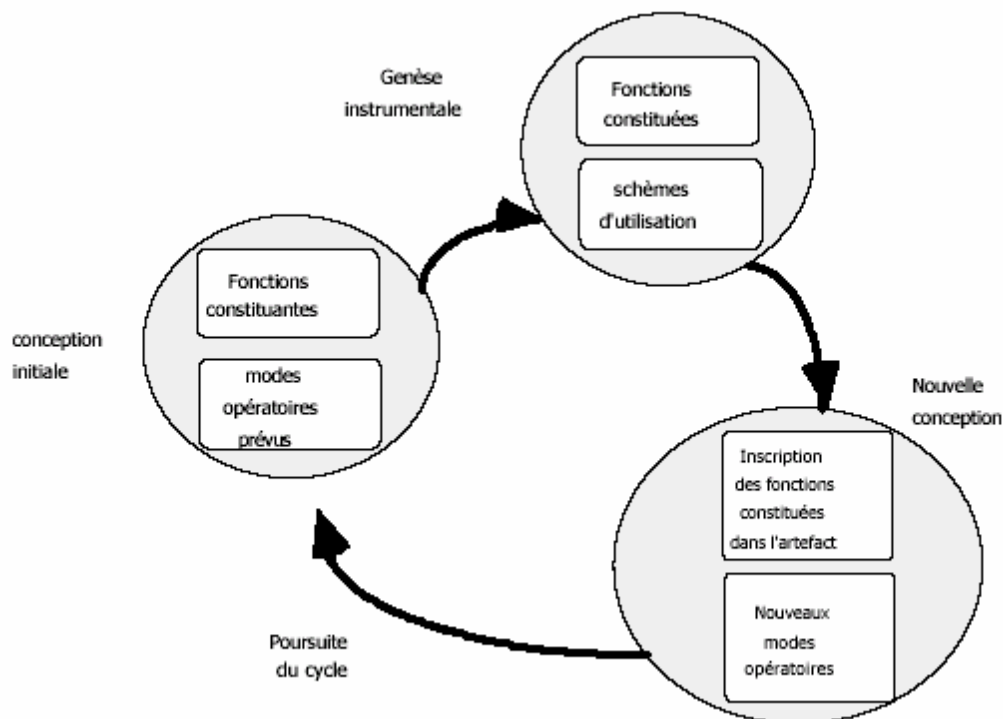 Genèse
instrumentale
Fonctions
constituées
schèmes
d'utilisation
conception
initiale
Fonctions
constituantes
modes
opératoires
prévus
Nouvelle
conception
Inscription
des fonctions
constituées
dans l'artefact
Nouveaux
modes
opératoires
Poursuite
du cycle